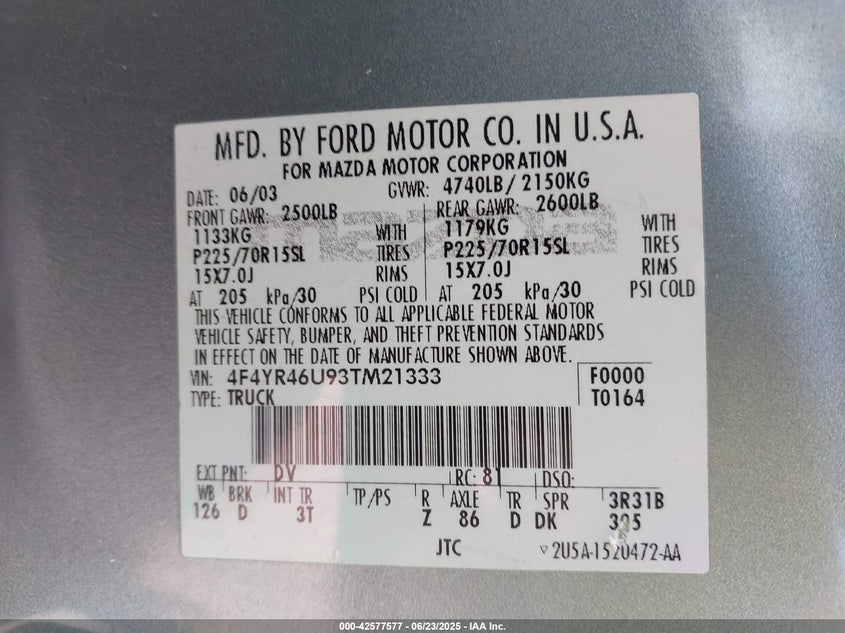 MFD. BY FORD MOTOR CO. IN U.S.A.
FOR MAZDA MOTOR CORPORATION
DATE: 06/03 GVWR: 4740LB/ 2150KG
FRONT GAWR: 2500LB REAR GAWR: 2600LB
1133KG WITH 1179KG WITH
P225/70R15SL TIRES P225/70R15SL TIRES
15X7.0J RIMS 15X7.0J RIMS
AT 205 kPa/30 PSI COLD AT 205 kPa/30 PSI COLD
THIS VEHICLE CONFORMS TO ALL APPLICABLE FEDERAL MOTOR
VEHICLE SAFETY, BUMPER, AND THEFT PREVENTION STANDARDS
IN EFFECT ON THE DATE OF MANUFACTURE SHOWN ABOVE.
VIN: 4F4YR46U93TM21333 F0000
TYPE: TRUCK T0164
EXT PNT: DV RC: 81 DSO:
WB BRK INT TR TP/PS R AXLE TR SPR 3R31B
126 D 3T Z 86 D DK
JTC 2U5A-1520472-AA
000-42577577 - 06/23/2025 - IAA Inc.